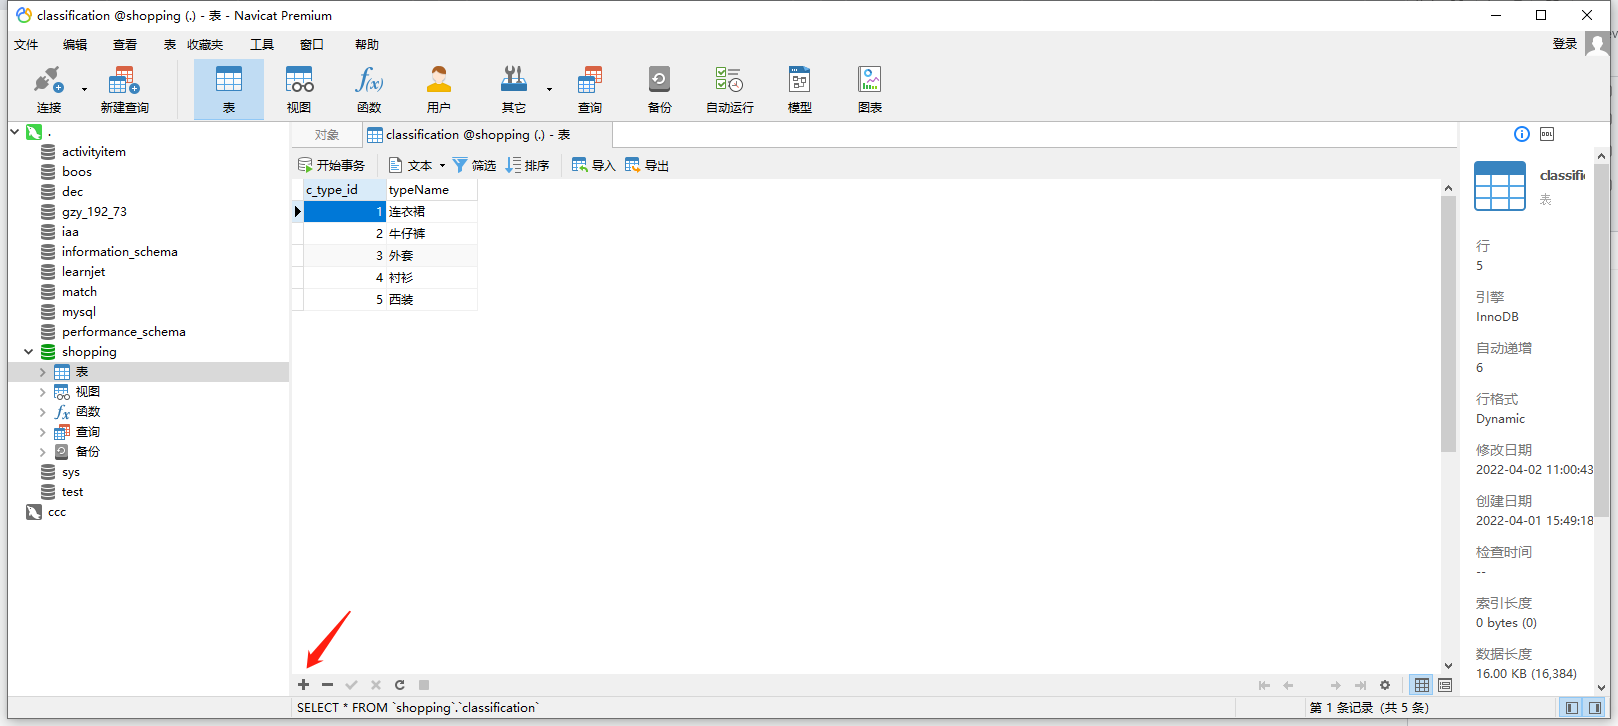 classification @shopping (.) - 表 - Navicat Premium
文件 编辑 查看 表 收藏夹 工具 窗口 帮助 登录
连接 新建查询 表 视图 函数 用户 其它 查询 备份 自动运行 模型 图表
.
activityitem
boos
dec
gzy_192_73
iaa
information_schema
learnjet
match
mysql
performance_schema
shopping
表
视图
函数
查询
备份
sys
test
ccc
对象 classification @shopping (.) - 表
开始事务 文本 筛选 排序 导入 导出
c_type_id typeName
1 连衣裙
2 牛仔裤
3 外套
4 衬衫
5 西装
SELECT * FROM `shopping`.`classification`
第 1 条记录 (共 5 条)
DDL
classifi
表
行
5
引擎
InnoDB
自动递增
6
行格式
Dynamic
修改日期
2022-04-02 11:00:43
创建日期
2022-04-01 15:49:18
检查时间
--
索引长度
0 bytes (0)
数据长度
16.00 KB (16,384)